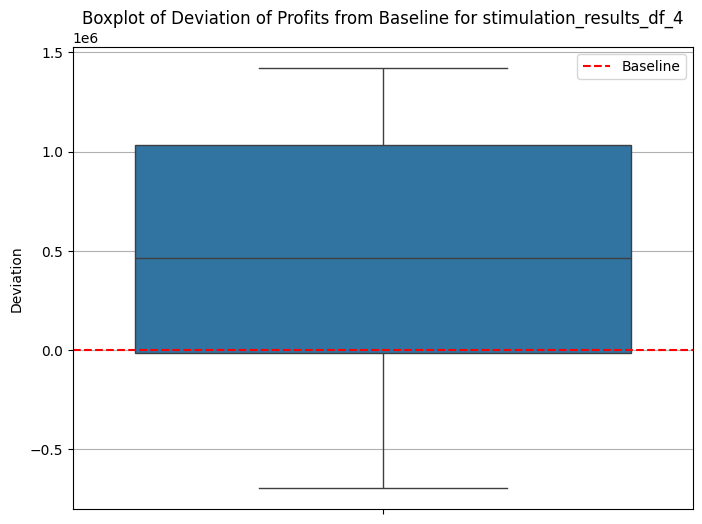 Boxplot of Deviation of Profits from Baseline for stimulation_results_df_4
1e6
Baseline
1.5
1.0
0.5
0.0
−0.5
Deviation